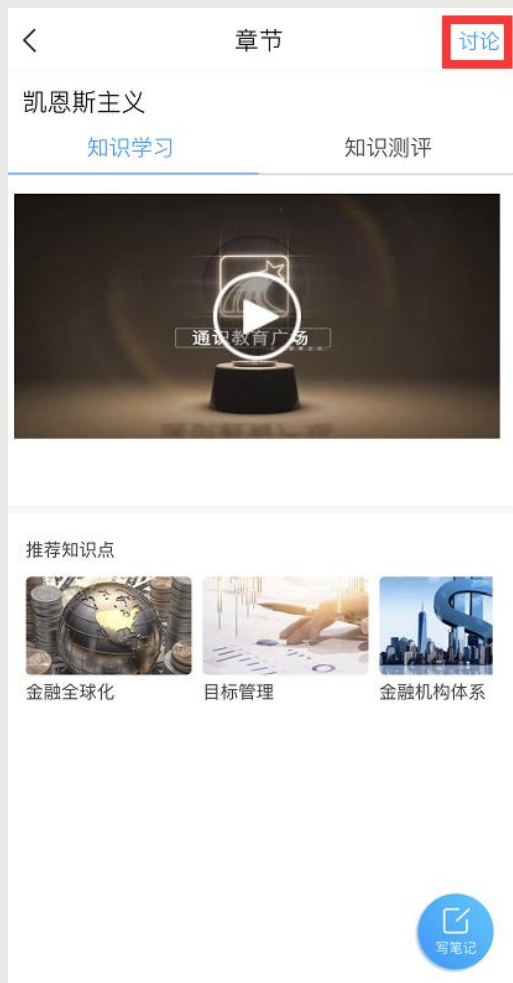 章节
讨论
凯恩斯主义
知识学习
知识测评
通识教育广场
推荐知识点
金融全球化
目标管理
金融机构体系
写笔记